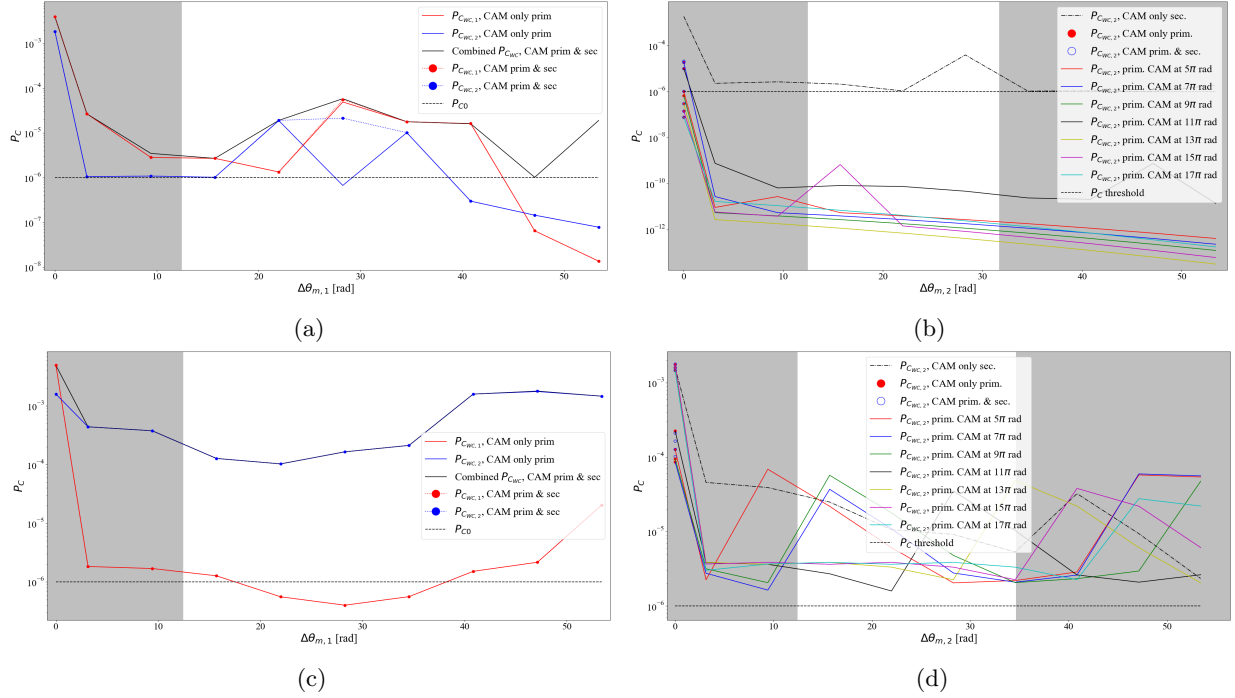 10⁻³
10⁻⁴
10⁻⁵
10⁻⁶
10⁻⁷
10⁻⁸
P_C
0
10
20
30
40
50
Δθ_{m, 1} [rad]
P_{C_{WC, 1}}, CAM only prim
P_{C_{WC, 2}}, CAM only prim
Combined P_{C_{WC}}, CAM prim & sec
P_{C_{WC, 1}}, CAM prim & sec
P_{C_{WC, 2}}, CAM prim & sec
P_{C0}
(a)
10⁻⁴
10⁻⁶
10⁻⁸
10⁻¹⁰
10⁻¹²
P_C
0
10
20
30
40
50
Δθ_{m, 2} [rad]
P_{C_{WC, 2}}, CAM only sec.
P_{C_{WC, 2}}, CAM only prim.
P_{C_{WC, 2}}, CAM prim. & sec.
P_{C_{WC, 2}}, prim. CAM at 5π rad
P_{C_{WC, 2}}, prim. CAM at 7π rad
P_{C_{WC, 2}}, prim. CAM at 9π rad
P_{C_{WC, 2}}, prim. CAM at 11π rad
P_{C_{WC, 2}}, prim. CAM at 13π rad
P_{C_{WC, 2}}, prim. CAM at 15π rad
P_{C_{WC, 2}}, prim. CAM at 17π rad
P_C threshold
(b)
10⁻³
10⁻⁴
10⁻⁵
10⁻⁶
P_C
0
10
20
30
40
50
Δθ_{m, 1} [rad]
P_{C_{WC, 1}}, CAM only prim
P_{C_{WC, 2}}, CAM only prim
Combined P_{C_{WC}}, CAM prim & sec
P_{C_{WC, 1}}, CAM prim & sec
P_{C_{WC, 2}}, CAM prim & sec
P_{C0}
(c)
10⁻³
10⁻⁴
10⁻⁵
10⁻⁶
P_C
0
10
20
30
40
50
Δθ_{m, 2} [rad]
P_{C_{WC, 2}}, CAM only sec.
P_{C_{WC, 2}}, CAM only prim.
P_{C_{WC, 2}}, CAM prim. & sec.
P_{C_{WC, 2}}, prim. CAM at 5π rad
P_{C_{WC, 2}}, prim. CAM at 7π rad
P_{C_{WC, 2}}, prim. CAM at 9π rad
P_{C_{WC, 2}}, prim. CAM at 11π rad
P_{C_{WC, 2}}, prim. CAM at 13π rad
P_{C_{WC, 2}}, prim. CAM at 15π rad
P_{C_{WC, 2}}, prim. CAM at 17π rad
P_C threshold
(d)